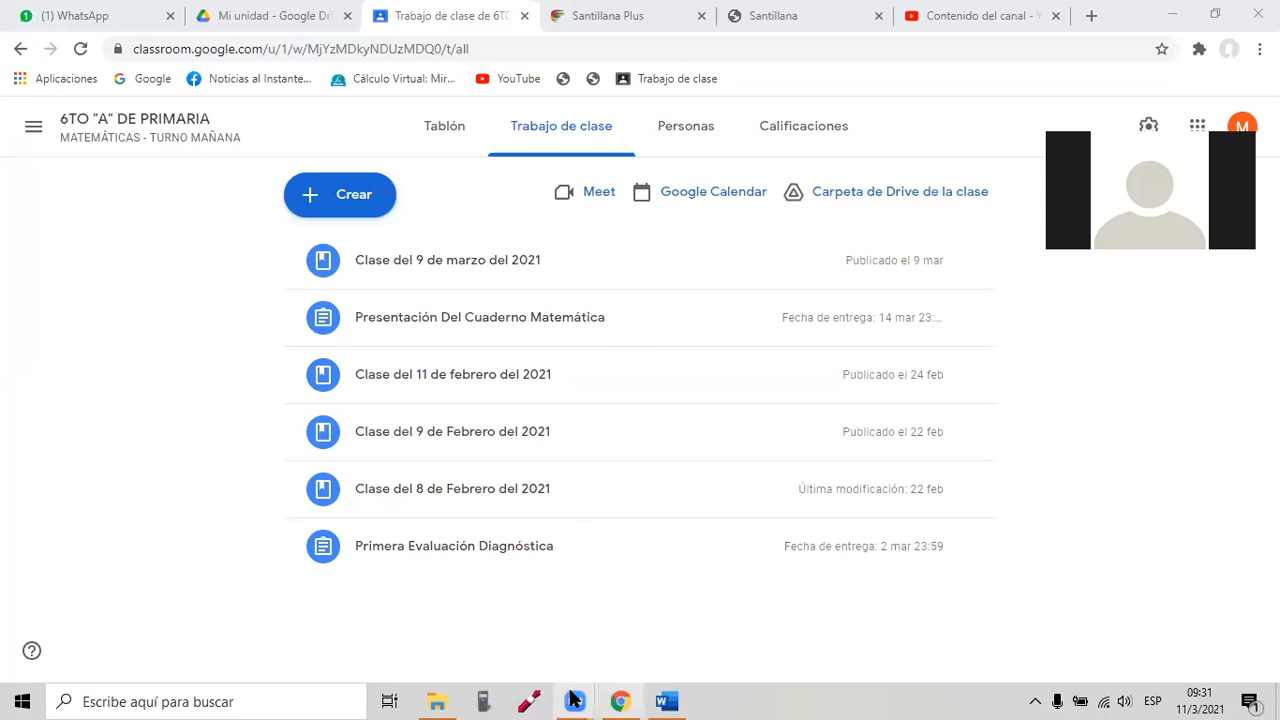 (1) WhatsApp
Mi unidad - Google Dri
Trabajo de clase de 6TO
Santillana Plus
Santillana
Contenido del canal - Y
classroom.google.com/u/1/w/MjYzMDkyNDUzMDQ0/t/all
Aplicaciones
Google
Noticias al Instante...
Cálculo Virtual: Mir...
YouTube
Trabajo de clase
6TO "A" DE PRIMARIA
MATEMÁTICAS - TURNO MAÑANA
Tablón
Trabajo de clase
Personas
Calificaciones
M
Crear
Meet
Google Calendar
Carpeta de Drive de la clase
Clase del 9 de marzo del 2021
Publicado el 9 mar
Presentación Del Cuaderno Matemática
Fecha de entrega: 14 mar 23:...
Clase del 11 de febrero del 2021
Publicado el 24 feb
Clase del 9 de Febrero del 2021
Publicado el 22 feb
Clase del 8 de Febrero del 2021
Última modificación: 22 feb
Primera Evaluación Diagnóstica
Fecha de entrega: 2 mar 23:59
Escribe aquí para buscar
ESP
09:31
11/3/2021